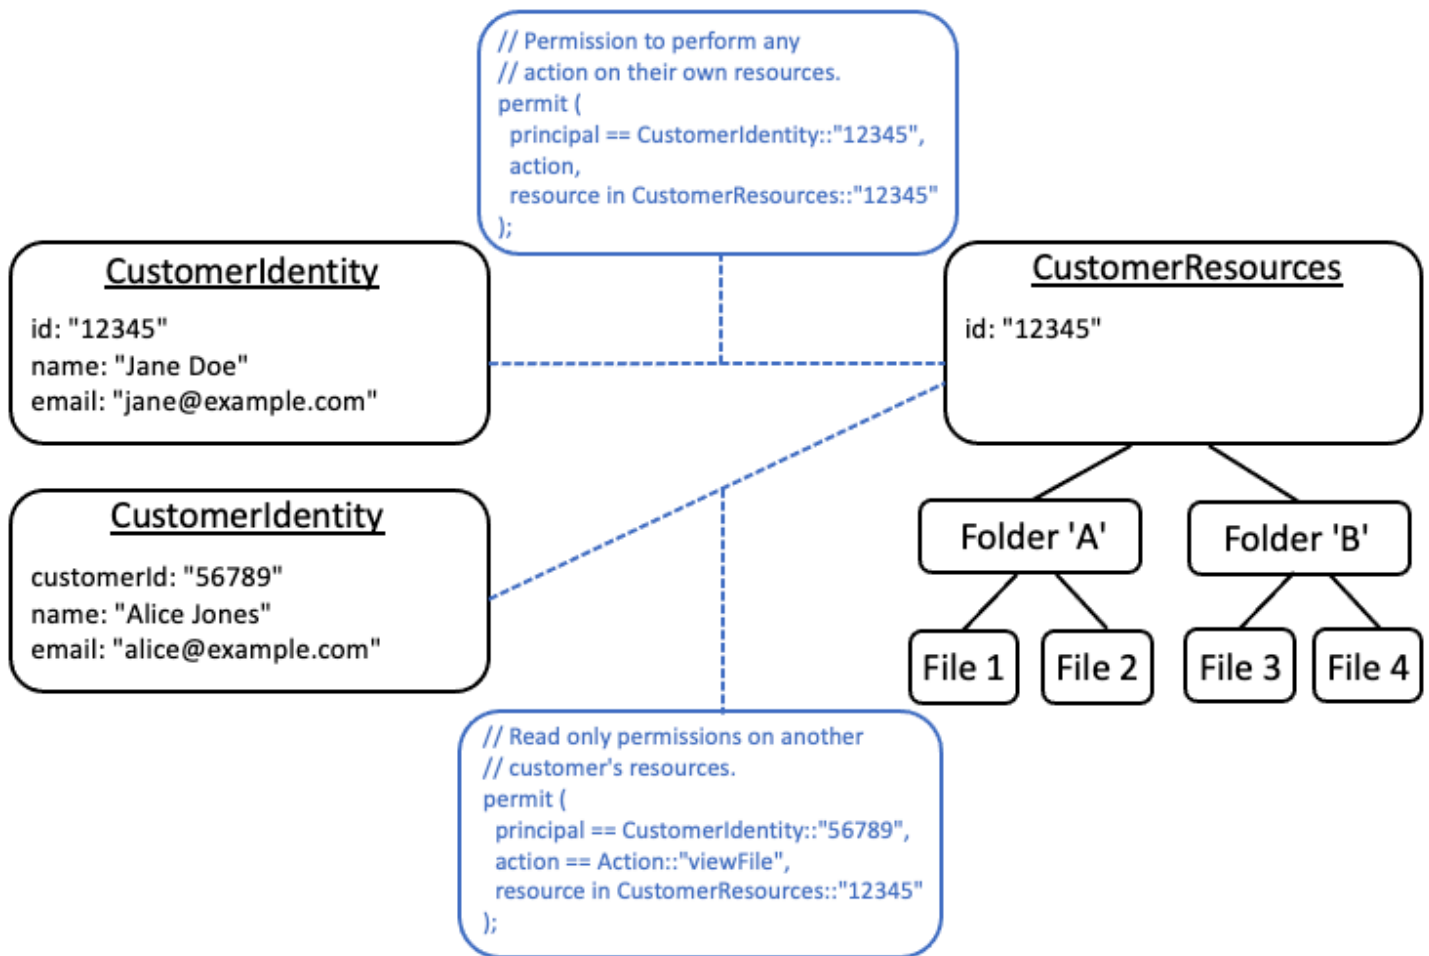 // Permission to perform any
// action on their own resources.
permit (
principal == CustomerIdentity::"12345",
action,
resource in CustomerResources::"12345"
);
CustomerIdentity
id: "12345"
name: "Jane Doe"
email: "jane@example.com"
CustomerResources
id: "12345"
CustomerIdentity
customerId: "56789"
name: "Alice Jones"
email: "alice@example.com"
Folder 'A'
Folder 'B'
File 1
File 2
File 3
File 4
// Read only permissions on another
// customer's resources.
permit (
principal == CustomerIdentity::"56789",
action == Action::"viewFile",
resource in CustomerResources::"12345"
);